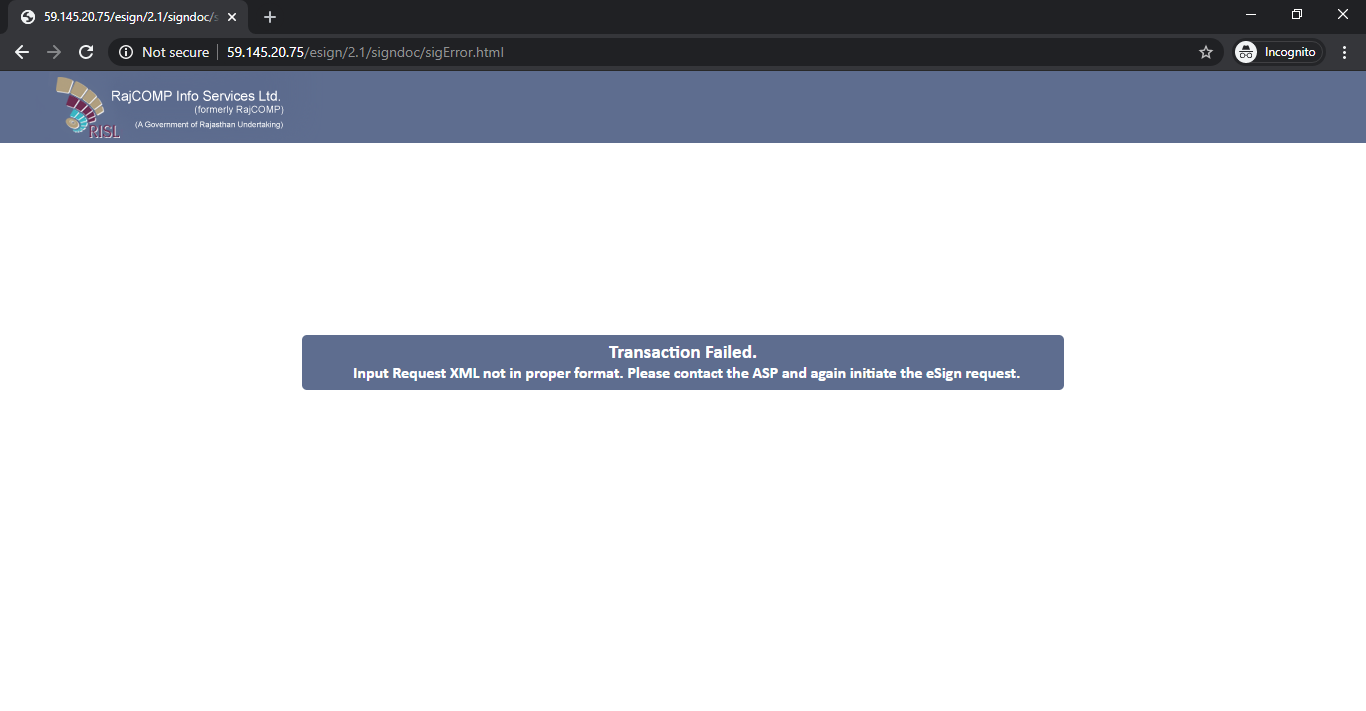 59.145.20.75/esign/2.1/signdoc/s
Not secure
59.145.20.75/esign/2.1/signdoc/sigError.html
Incognito
RajCOMP Info Services Ltd.
(formerly RajCOMP)
(A Government of Rajasthan Undertaking)
RISL
Transaction Failed.
Input Request XML not in proper format. Please contact the ASP and again initiate the eSign request.